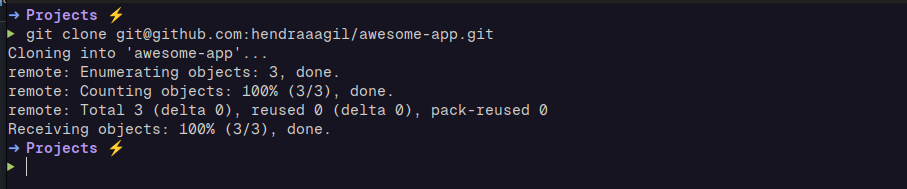 → Projects ⚡
▶ git clone git@github.com:hendraaagil/awesome-app.git
Cloning into 'awesome-app'...
remote: Enumerating objects: 3, done.
remote: Counting objects: 100% (3/3), done.
remote: Total 3 (delta 0), reused 0 (delta 0), pack-reused 0
Receiving objects: 100% (3/3), done.
→ Projects ⚡
▶